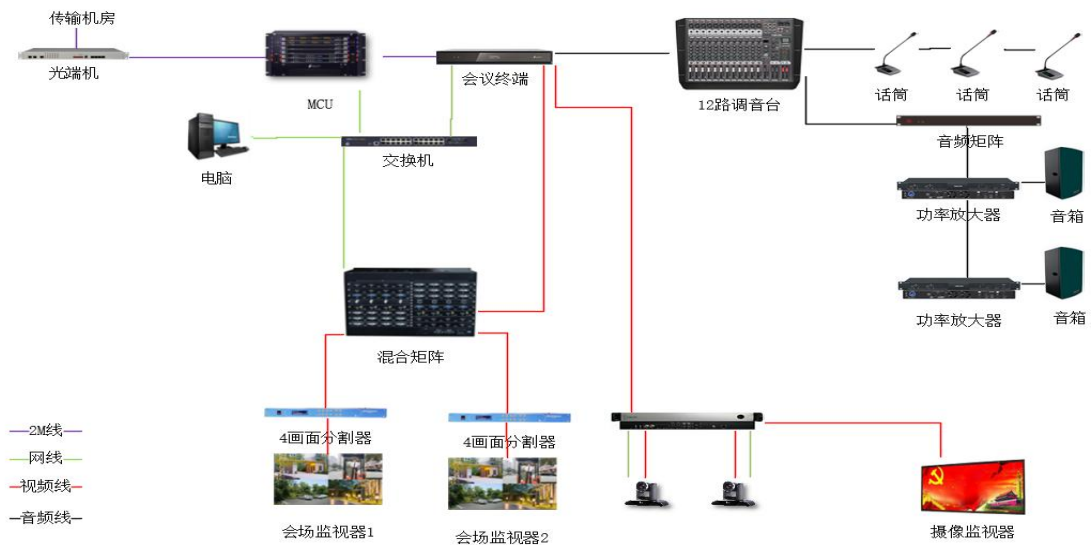 传输机房
光端机
MCU
会议终端
12路调音台
话筒
话筒
话筒
音频矩阵
电脑
交换机
功率放大器
音箱
功率放大器
音箱
混合矩阵
4画面分割器
4画面分割器
会场监视器1
会场监视器2
摄像监视器
2M线
网线
视频线
音频线